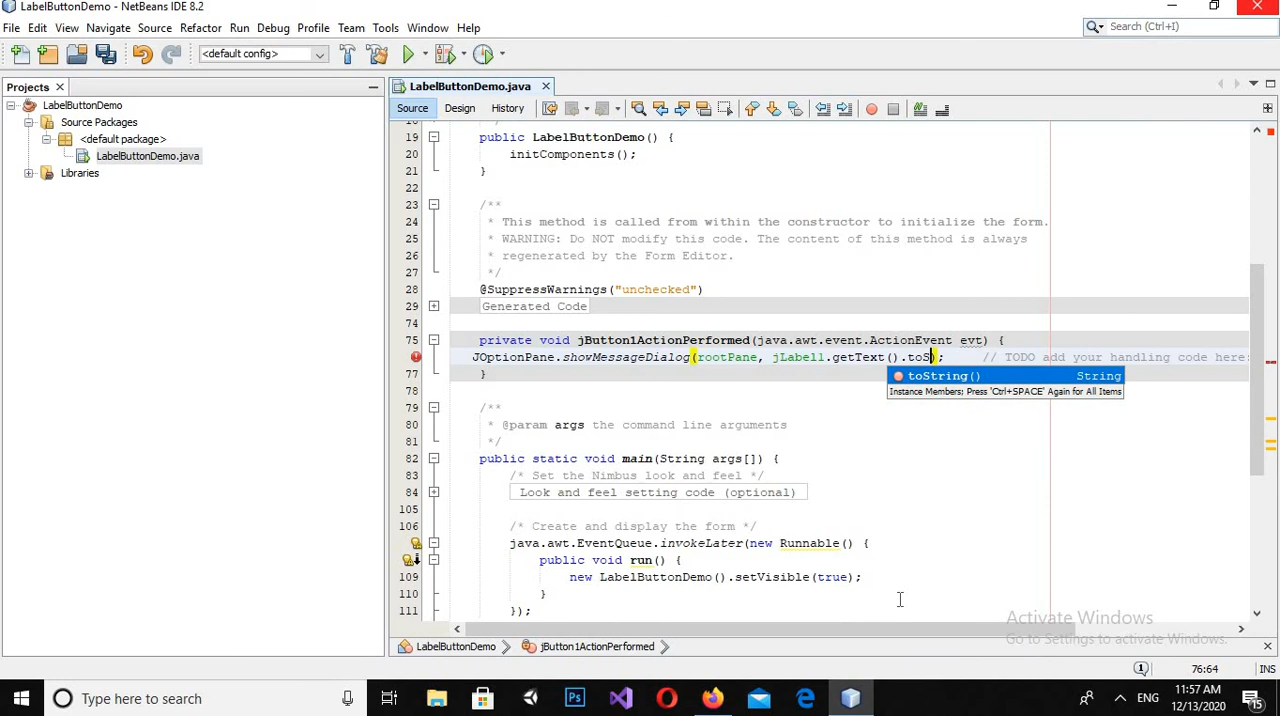 LabelButtonDemo - NetBeans IDE 8.2
File Edit View Navigate Source Refactor Run Debug Profile Team Tools Window Help
Search (Ctrl+I)
<default config>
Projects
LabelButtonDemo.java
LabelButtonDemo
Source Packages
<default package>
LabelButtonDemo.java
Libraries
Source Design History
19 public LabelButtonDemo() {
20 initComponents();
21 }
22
23 /**
24 * This method is called from within the constructor to initialize the form.
25 * WARNING: Do NOT modify this code. The content of this method is always
26 * regenerated by the Form Editor.
27 */
28 @SuppressWarnings("unchecked")
29 Generated Code
74
75 private void jButton1ActionPerformed(java.awt.event.ActionEvent evt) {
JOptionPane.showMessageDialog(rootPane, jLabel1.getText().toS); // TODO add your handling code here:
77 }
toString() String
Instance Members; Press 'Ctrl+SPACE' Again for All Items
78
79 /**
80 * @param args the command line arguments
81 */
82 public static void main(String args[]) {
83 /* Set the Nimbus look and feel */
84 Look and feel setting code (optional)
105
106 /* Create and display the form */
java.awt.EventQueue.invokeLater(new Runnable() {
public void run() {
109 new LabelButtonDemo().setVisible(true);
110 }
111 });
Activate Windows
Go to Settings to activate Windows.
LabelButtonDemo jButton1ActionPerformed
1 76:64 INS
Type here to search
ENG
11:57 AM
12/13/2020
15